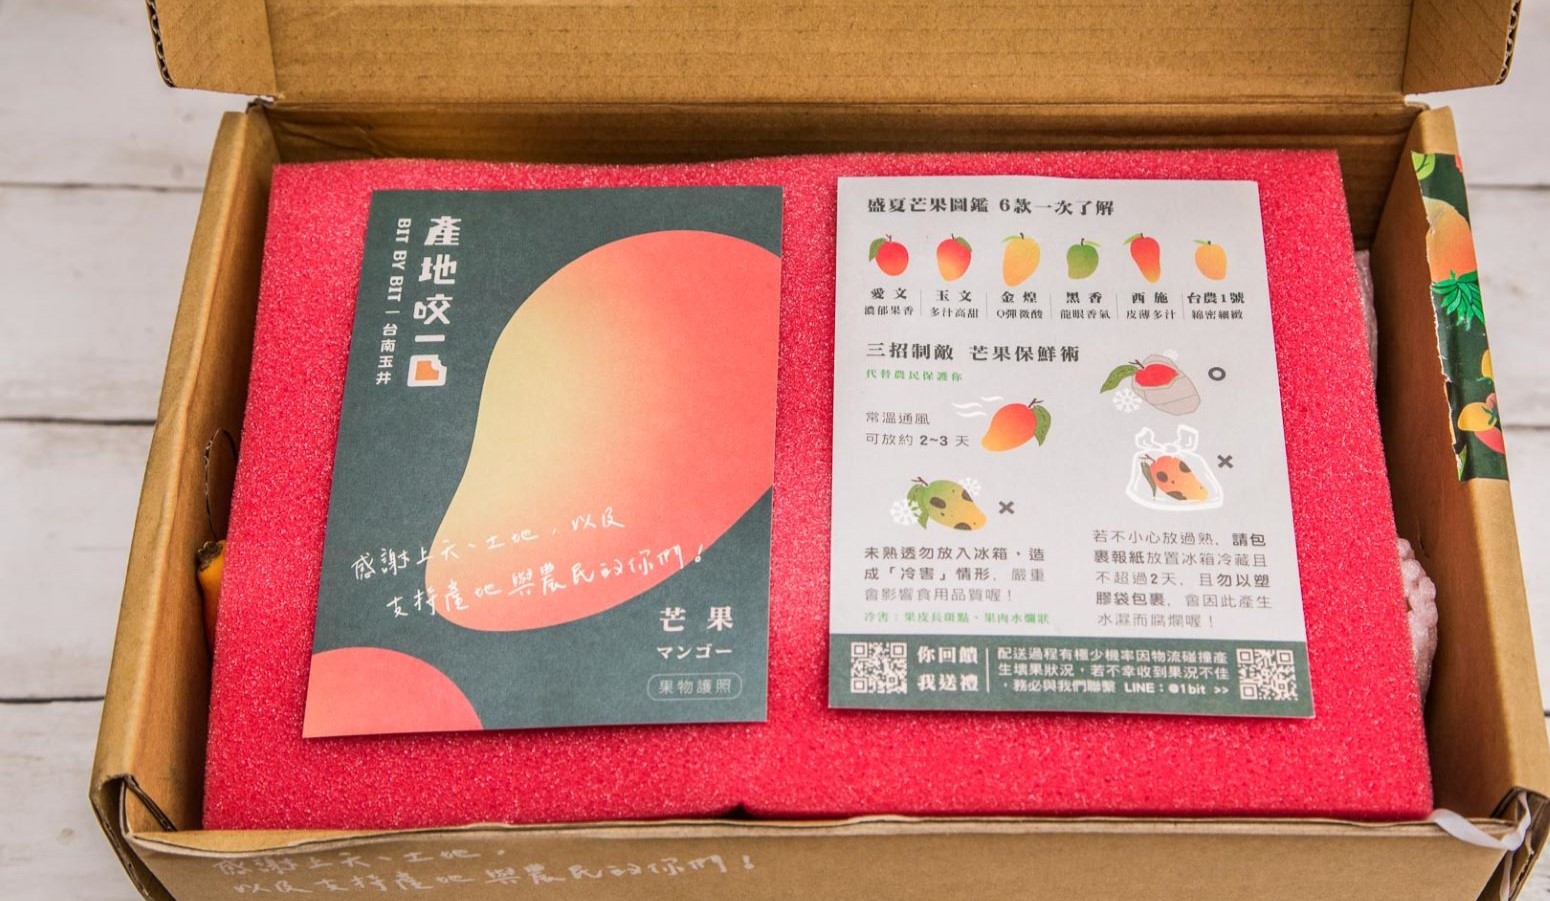 產地咬一口
BIT BY BIT｜台南玉井
感謝上天、土地，以及
支持產地與農民的你們！
芒果
マンゴー
果物護照
盛夏芒果圖鑑 6款一次了解
愛文 玉文 金煌 黑香 西施 台農1號
濃郁果香 多汁高甜 Q彈微酸 龍眼香氣 皮薄多汁 綿密細緻
三招制敵 芒果保鮮術
代替農民保護你
常溫通風
可放約 2~3 天
未熟透勿放入冰箱，造
成「冷害」情形，嚴重
會影響食用品質喔！
冷害：果皮長斑點、果肉水爛狀
若不小心放過熟，請包
裹報紙放置冰箱冷藏且
不超過2天，且勿以塑
膠袋包裹，會因此產生
水濕而腐爛喔！
你回饋
我送禮
配送過程有極少機率因物流碰撞產
生壞果狀況，若不幸收到果況不佳
，務必與我們聯繫 LINE：@1bit >>
感謝上天、土地，
以及支持產地與農民的你們！